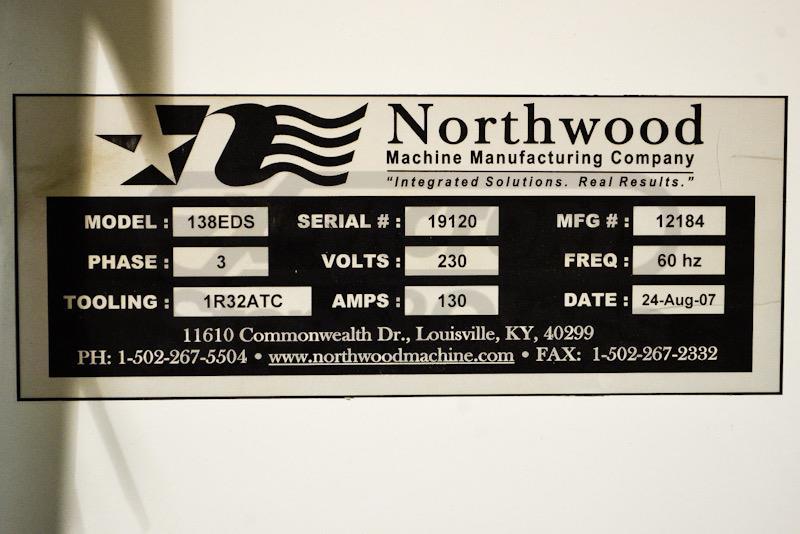 Northwood
Machine Manufacturing Company
"Integrated Solutions. Real Results."
MODEL : 138EDS SERIAL # : 19120 MFG # : 12184
PHASE : 3 VOLTS : 230 FREQ : 60 hz
TOOLING : 1R32ATC AMPS : 130 DATE : 24-Aug-07
11610 Commonwealth Dr., Louisville, KY, 40299
PH: 1-502-267-5504 • www.northwoodmachine.com • FAX: 1-502-267-2332